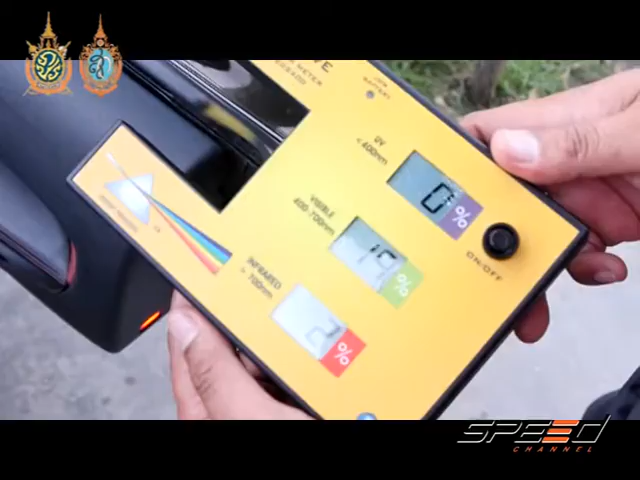 METER
UV
<400nm
0 %
VISIBLE
400-700nm
19 %
INFRARED
> 700nm
2 %
ON/OFF
SPEED
CHANNEL